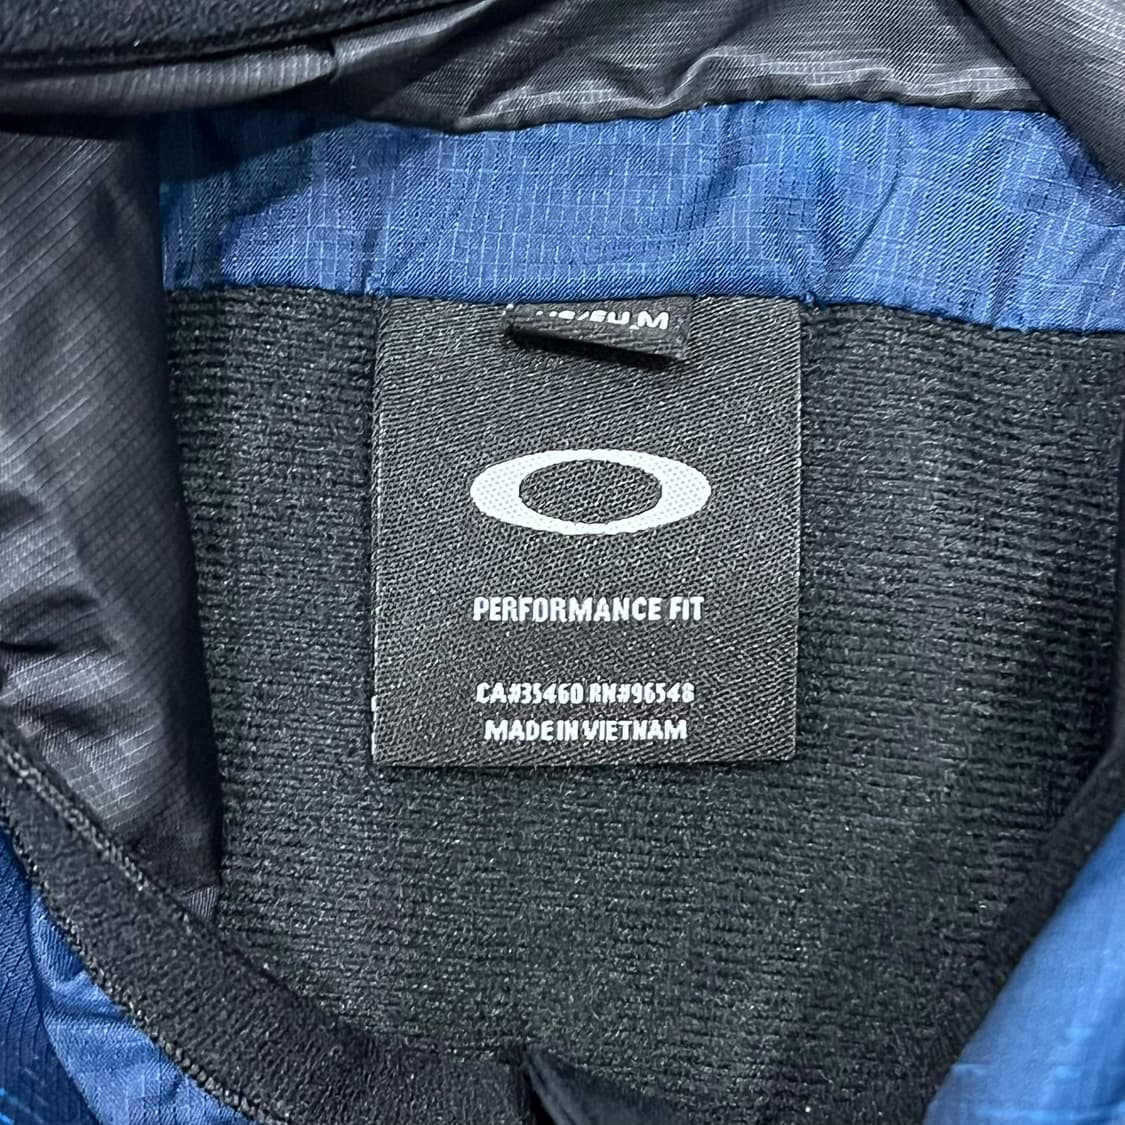 M
PERFORMANCE FIT
CA#35460 RN#96548
MADE IN VIETNAM